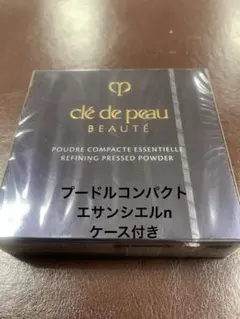 clé de peau
BEAUTÉ
POUDRE COMPACTE ESSENTIELLE
REFINING PRESSED POWDER
プードルコンパクト
エサンシエルn
ケース付き